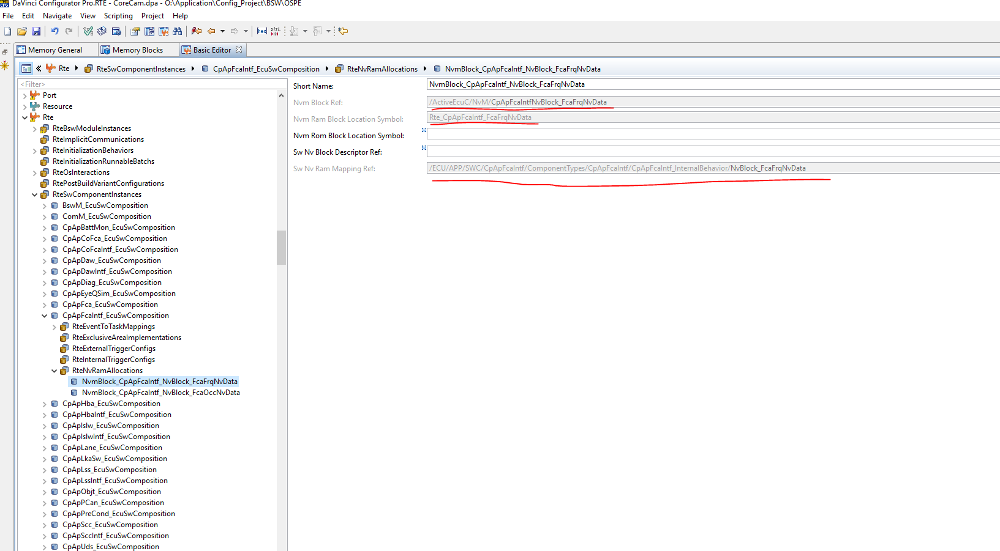 DaVinci Configurator Pro.RTE - CoreCam.dpa - O:\Application\Config_Project\BSW\OSPE
File Edit Navigate View Scripting Project Help
Memory General Memory Blocks Basic Editor
Rte RteSwComponentInstances CpApFcaIntf_EcuSwComposition RteNvRamAllocations NvmBlock_CpApFcaIntf_NvBlock_FcaFrqNvData
<Filter>
Port
Resource
Rte
RteBswModuleInstances
RteImplicitCommunications
RteInitializationBehaviors
RteInitializationRunnableBatchs
RteOsInteractions
RtePostBuildVariantConfigurations
RteSwComponentInstances
BswM_EcuSwComposition
ComM_EcuSwComposition
CpApBattMon_EcuSwComposition
CpApCoFca_EcuSwComposition
CpApCoFcaIntf_EcuSwComposition
CpApDaw_EcuSwComposition
CpApDawIntf_EcuSwComposition
CpApDiag_EcuSwComposition
CpApEyeQSim_EcuSwComposition
CpApFca_EcuSwComposition
CpApFcaIntf_EcuSwComposition
RteEventToTaskMappings
RteExclusiveAreaImplementations
RteExternalTriggerConfigs
RteInternalTriggerConfigs
RteNvRamAllocations
NvmBlock_CpApFcaIntf_NvBlock_FcaFrqNvData
NvmBlock_CpApFcaIntf_NvBlock_FcaOccNvData
CpApHba_EcuSwComposition
CpApHbaIntf_EcuSwComposition
CpApIslw_EcuSwComposition
CpApIslwIntf_EcuSwComposition
CpApLane_EcuSwComposition
CpApLkaSw_EcuSwComposition
CpApLss_EcuSwComposition
CpApLssIntf_EcuSwComposition
CpApObjt_EcuSwComposition
CpApPCan_EcuSwComposition
CpApPreCond_EcuSwComposition
CpApScc_EcuSwComposition
CpApSccIntf_EcuSwComposition
CpApUds_EcuSwComposition
Short Name: NvmBlock_CpApFcaIntf_NvBlock_FcaFrqNvData
Nvm Block Ref: /ActiveEcuC/NvM/CpApFcaIntfNvBlock_FcaFrqNvData
Nvm Ram Block Location Symbol: Rte_CpApFcaIntf_FcaFrqNvData
Nvm Rom Block Location Symbol:
Sw Nv Block Descriptor Ref:
Sw Nv Ram Mapping Ref: /ECU/APP/SWC/CpApFcaIntf/ComponentTypes/CpApFcaIntf/CpApFcaIntf_InternalBehavior/NvBlock_FcaFrqNvData